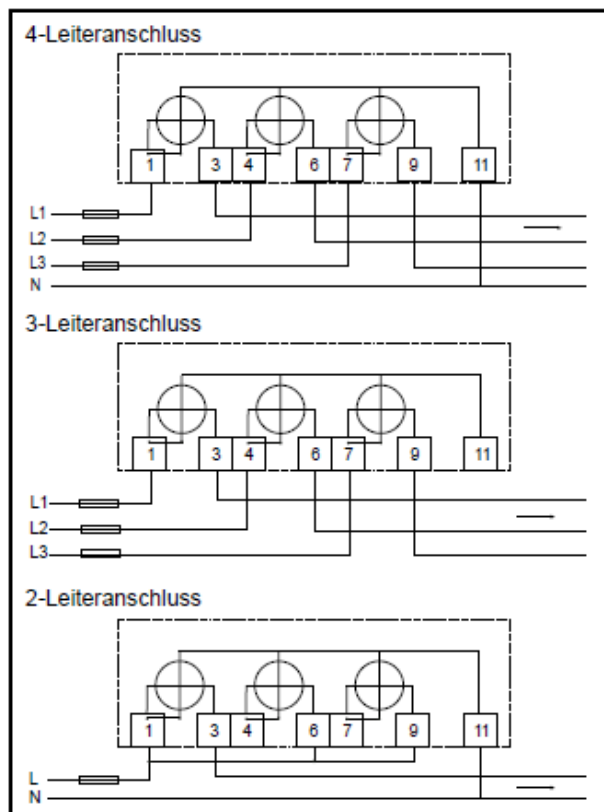 4-Leiteranschluss
1 3 4 6 7 9 11
L1
L2
L3
N
3-Leiteranschluss
1 3 4 6 7 9 11
L1
L2
L3
2-Leiteranschluss
1 3 4 6 7 9 11
L
N